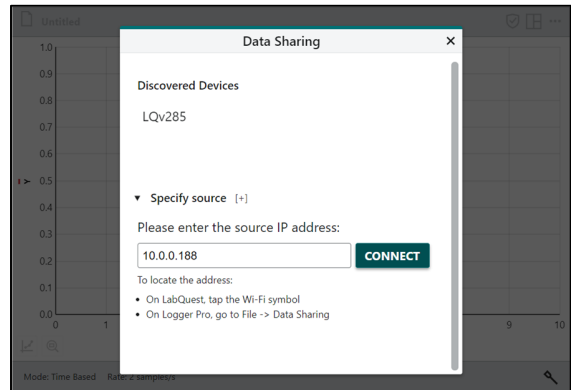 Untitled
Data Sharing
×
Discovered Devices
LQv285
▼ Specify source [+]
Please enter the source IP address:
10.0.0.188
CONNECT
To locate the address:
• On LabQuest, tap the Wi-Fi symbol
• On Logger Pro, go to File -> Data Sharing
1.0
0.9
0.8
0.7
0.6
0.5
Y
0.4
0.3
0.2
0.1
0.0
0
1
9
10
Mode: Time Based Rate: 2 samples/s